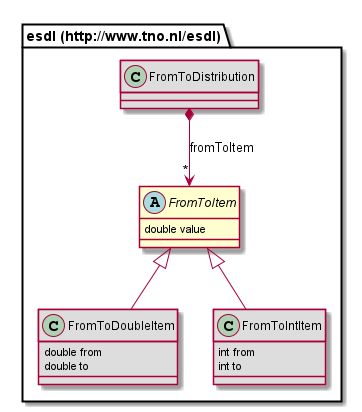 esdl (http://www.tno.nl/esdl)
C FromToDistribution
fromToItem
*
A FromToItem
double value
C FromToDoubleItem
double from
double to
C FromToIntItem
int from
int to